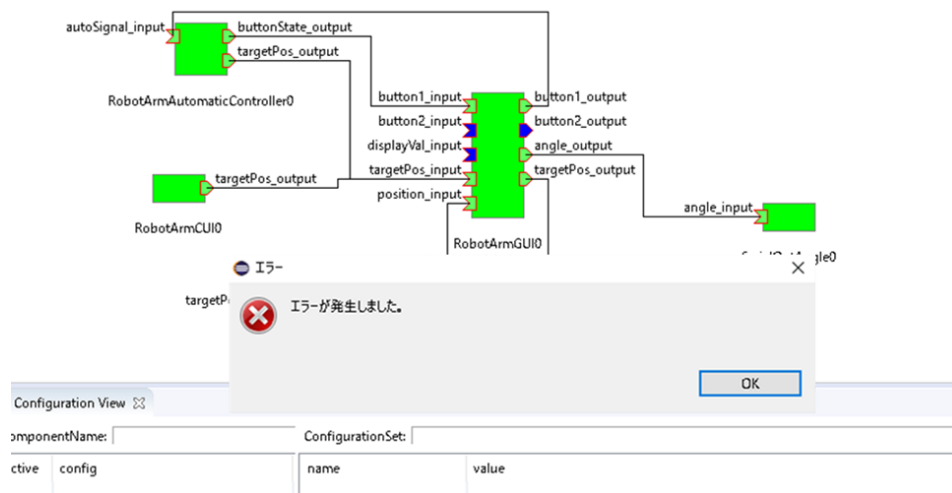 autoSignal_input
buttonState_output
targetPos_output
RobotArmAutomaticController0
button1_input
button2_input
displayVal_input
targetPos_input
position_input
button1_output
button2_output
angle_output
targetPos_output
RobotArmGUI0
targetPos_output
RobotArmCUI0
angle_input
エラー
エラーが発生しました。
OK
Configuration View
ConfigurationSet:
config
name
value